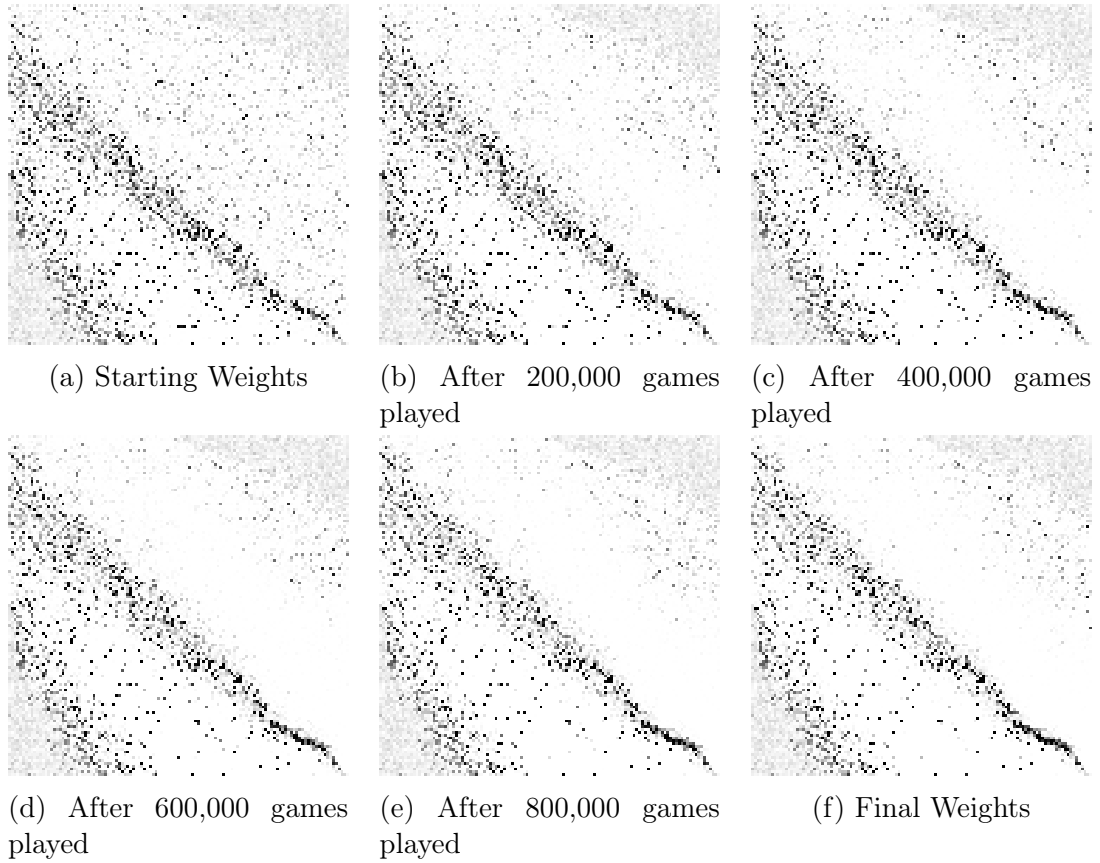 (a) Starting Weights
(b) After 200,000 games
played
(c) After 400,000 games
played
(d) After 600,000 games
played
(e) After 800,000 games
played
(f) Final Weights